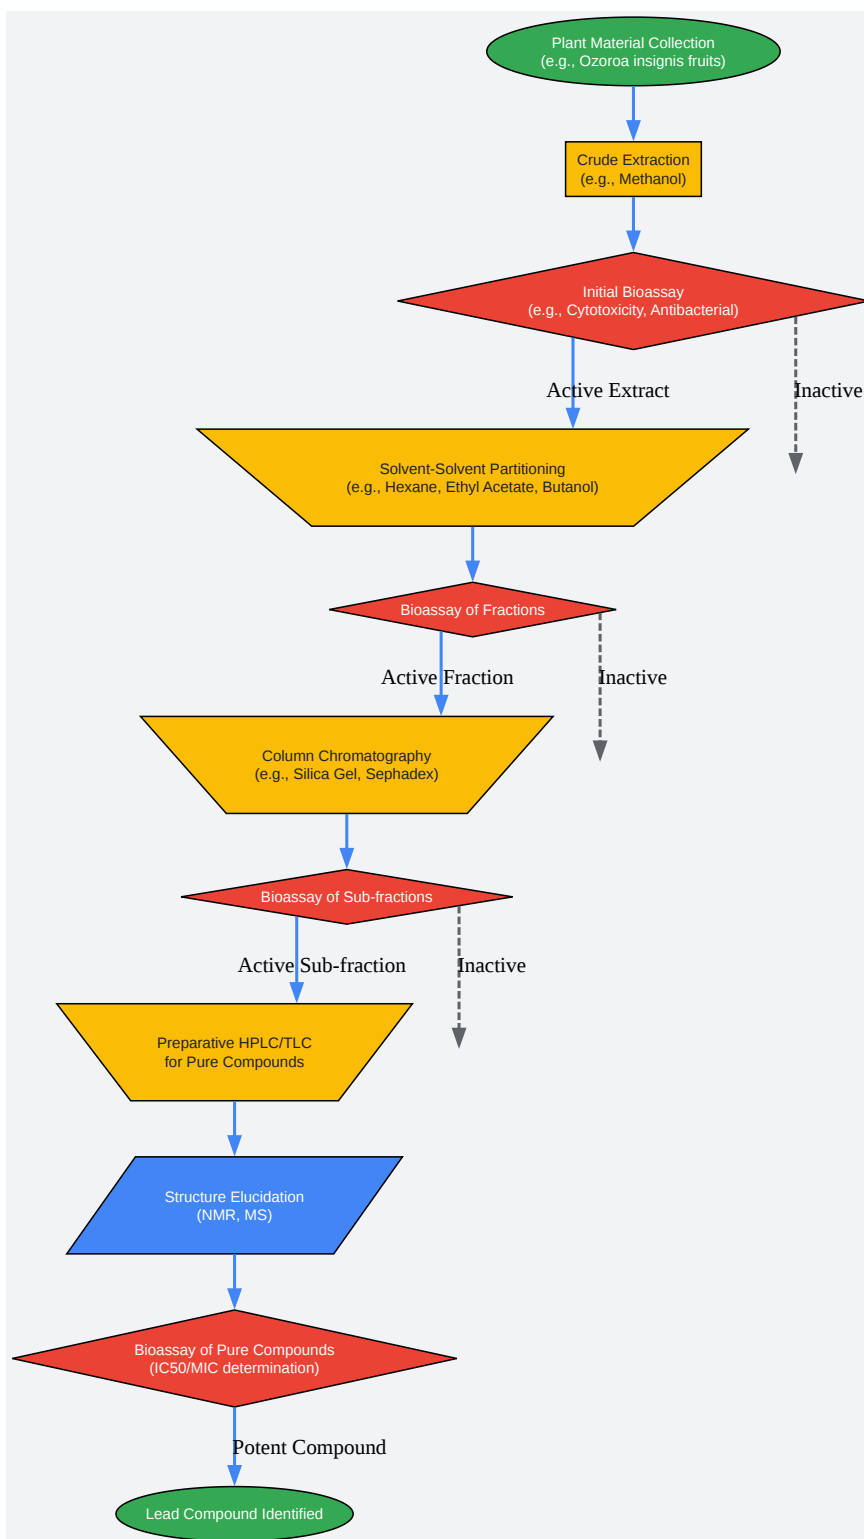 Plant Material Collection
(e.g., Ozoroa insignis fruits)
Crude Extraction
(e.g., Methanol)
Initial Bioassay
(e.g., Cytotoxicity, Antibacterial)
Active Extract
Inactive
Solvent-Solvent Partitioning
(e.g., Hexane, Ethyl Acetate, Butanol)
Bioassay of Fractions
Active Fraction
Inactive
Column Chromatography
(e.g., Silica Gel, Sephadex)
Bioassay of Sub-fractions
Active Sub-fraction
Inactive
Preparative HPLC/TLC
for Pure Compounds
Structure Elucidation
(NMR, MS)
Bioassay of Pure Compounds
(IC50/MIC determination)
Potent Compound
Lead Compound Identified